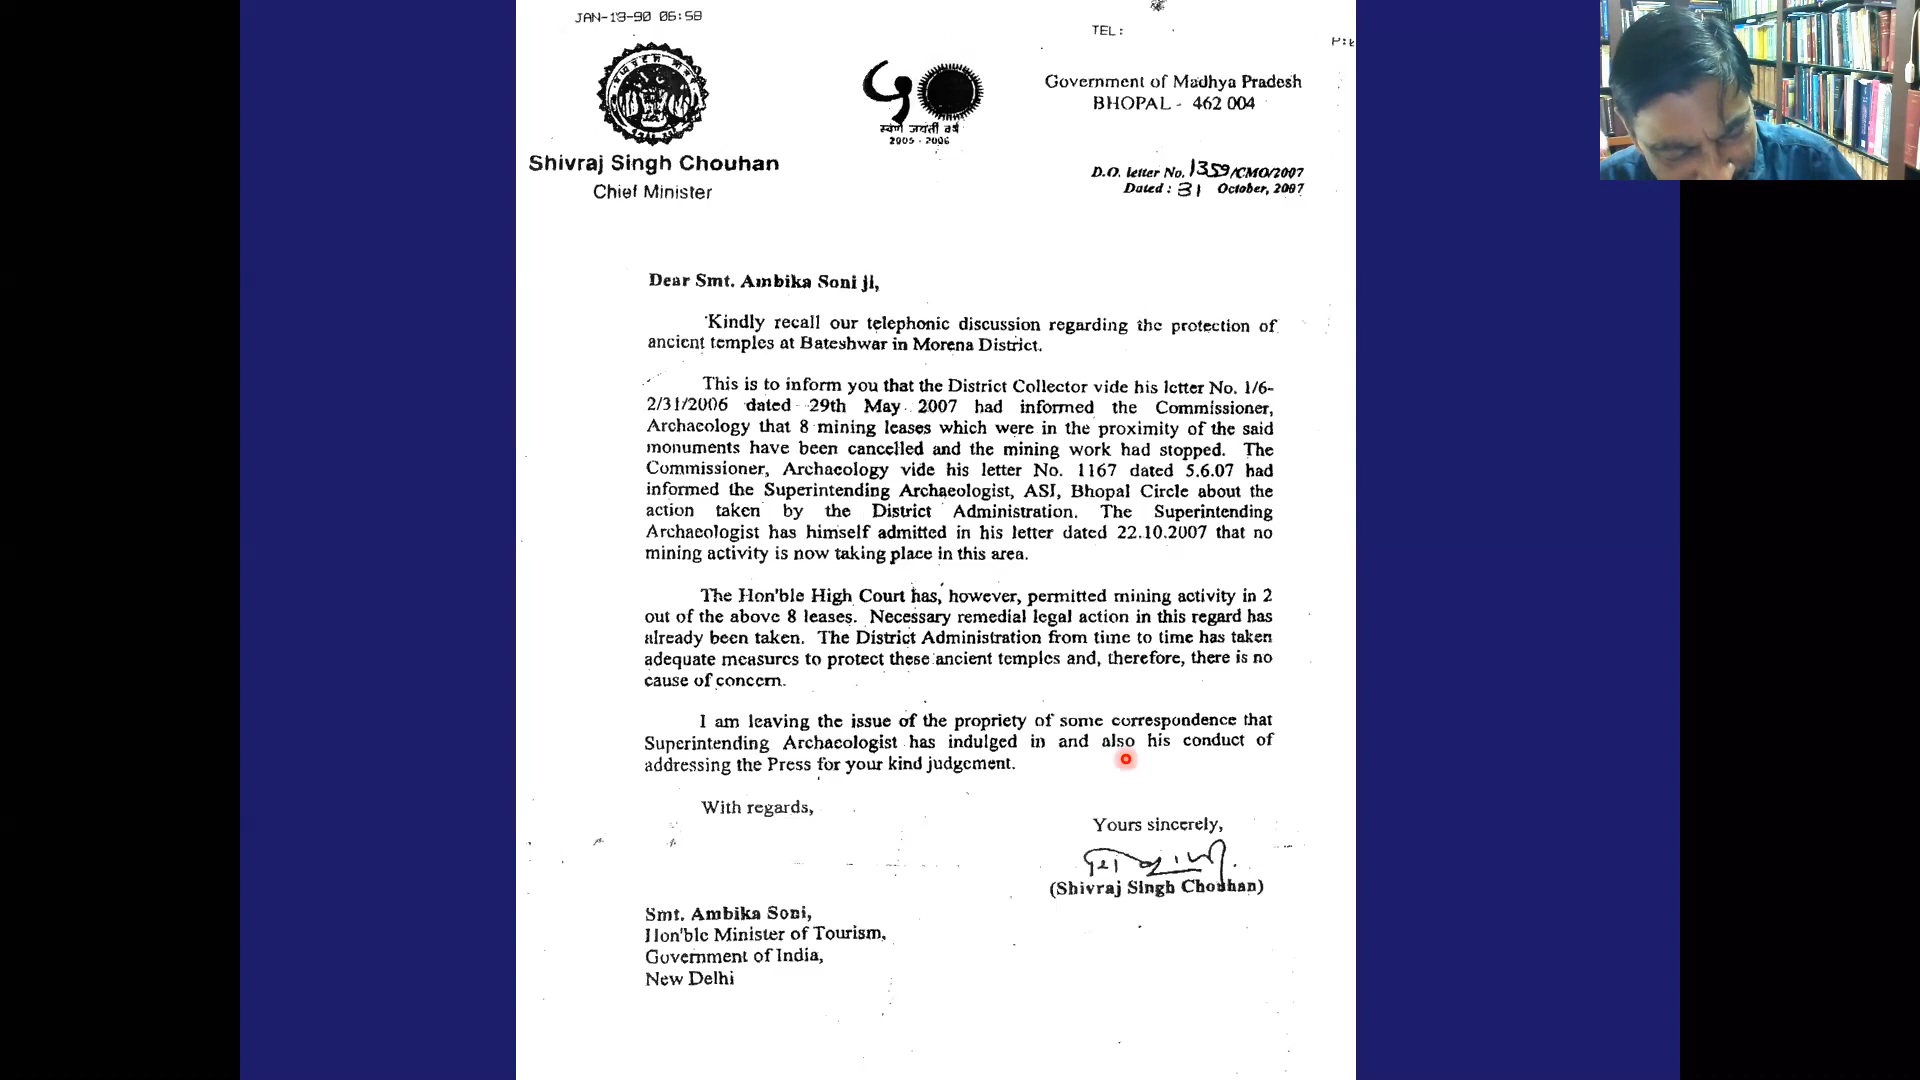 JAN-13-90 06:58
TEL:
Government of Madhya Pradesh
BHOPAL - 462 004
स्वर्ण जयंती वर्ष
2005 - 2006
Shivraj Singh Chouhan
Chief Minister
D.O. letter No. 1359/CMO/2007
Dated : 31 October, 2007
Dear Smt. Ambika Soni ji,
Kindly recall our telephonic discussion regarding the protection of
ancient temples at Bateshwar in Morena District.
This is to inform you that the District Collector vide his letter No. 1/6-
2/31/2006 dated 29th May 2007 had informed the Commissioner,
Archaeology that 8 mining leases which were in the proximity of the said
monuments have been cancelled and the mining work had stopped. The
Commissioner, Archaeology vide his letter No. 1167 dated 5.6.07 had
informed the Superintending Archaeologist, ASI, Bhopal Circle about the
action taken by the District Administration. The Superintending
Archaeologist has himself admitted in his letter dated 22.10.2007 that no
mining activity is now taking place in this area.
The Hon'ble High Court has, however, permitted mining activity in 2
out of the above 8 leases. Necessary remedial legal action in this regard has
already been taken. The District Administration from time to time has taken
adequate measures to protect these ancient temples and, therefore, there is no
cause of concern.
I am leaving the issue of the propriety of some correspondence that
Superintending Archaeologist has indulged in and also his conduct of
addressing the Press for your kind judgement.
With regards,
Yours sincerely,
(Shivraj Singh Chouhan)
Smt. Ambika Soni,
Hon'ble Minister of Tourism,
Government of India,
New Delhi